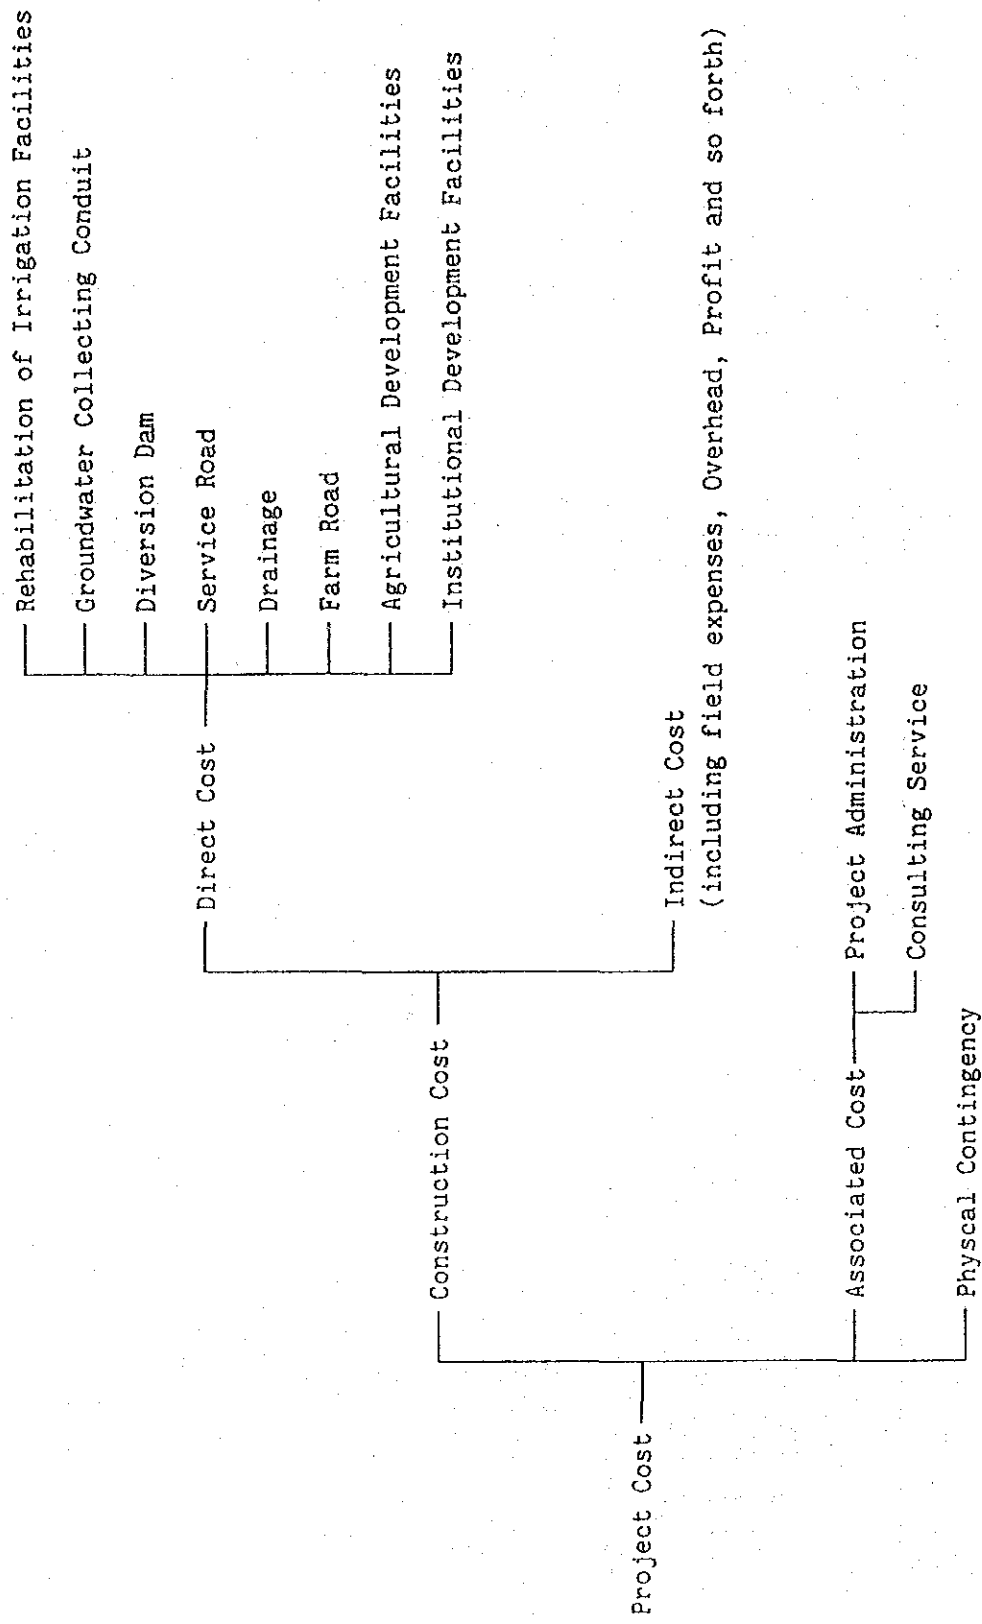 Project Cost
Construction Cost
Direct Cost
Rehabilitation of Irrigation Facilities
Groundwater Collecting Conduit
Diversion Dam
Service Road
Drainage
Farm Road
Agricultural Development Facilities
Institutional Development Facilities
Indirect Cost
(including field expenses, Overhead, Profit and so forth)
Associated Cost
Project Administration
Consulting Service
Physcal Contingency